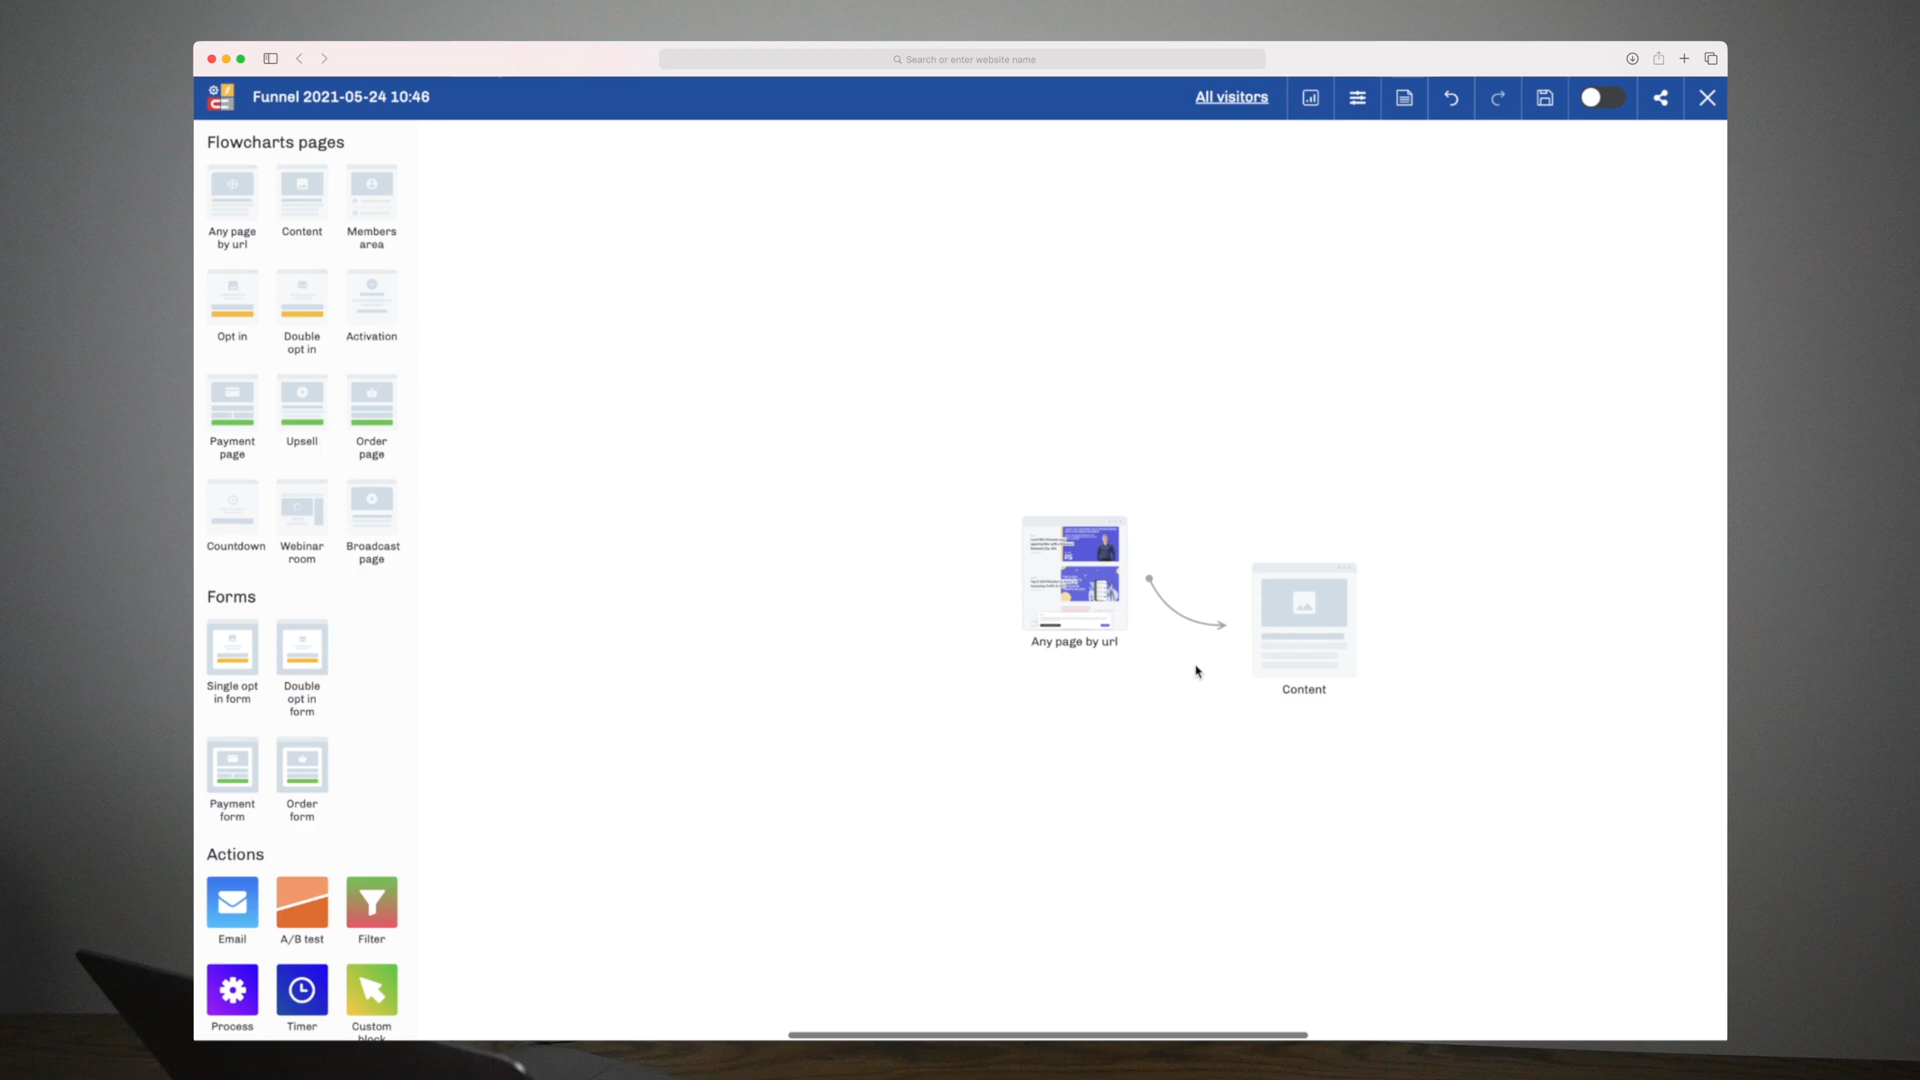 Search or enter website name
Funnel 2021-05-24 10:46
All visitors
Flowcharts pages
Any page
by url
Content
Members
area
Opt in
Double
opt in
Activation
Payment
page
Upsell
Order
page
Countdown
Webinar
room
Broadcast
page
Forms
Single opt
in form
Double
opt in
form
Payment
form
Order
form
Actions
Email
A/B test
Filter
Process
Timer
Custom
block
Any page by url
Content